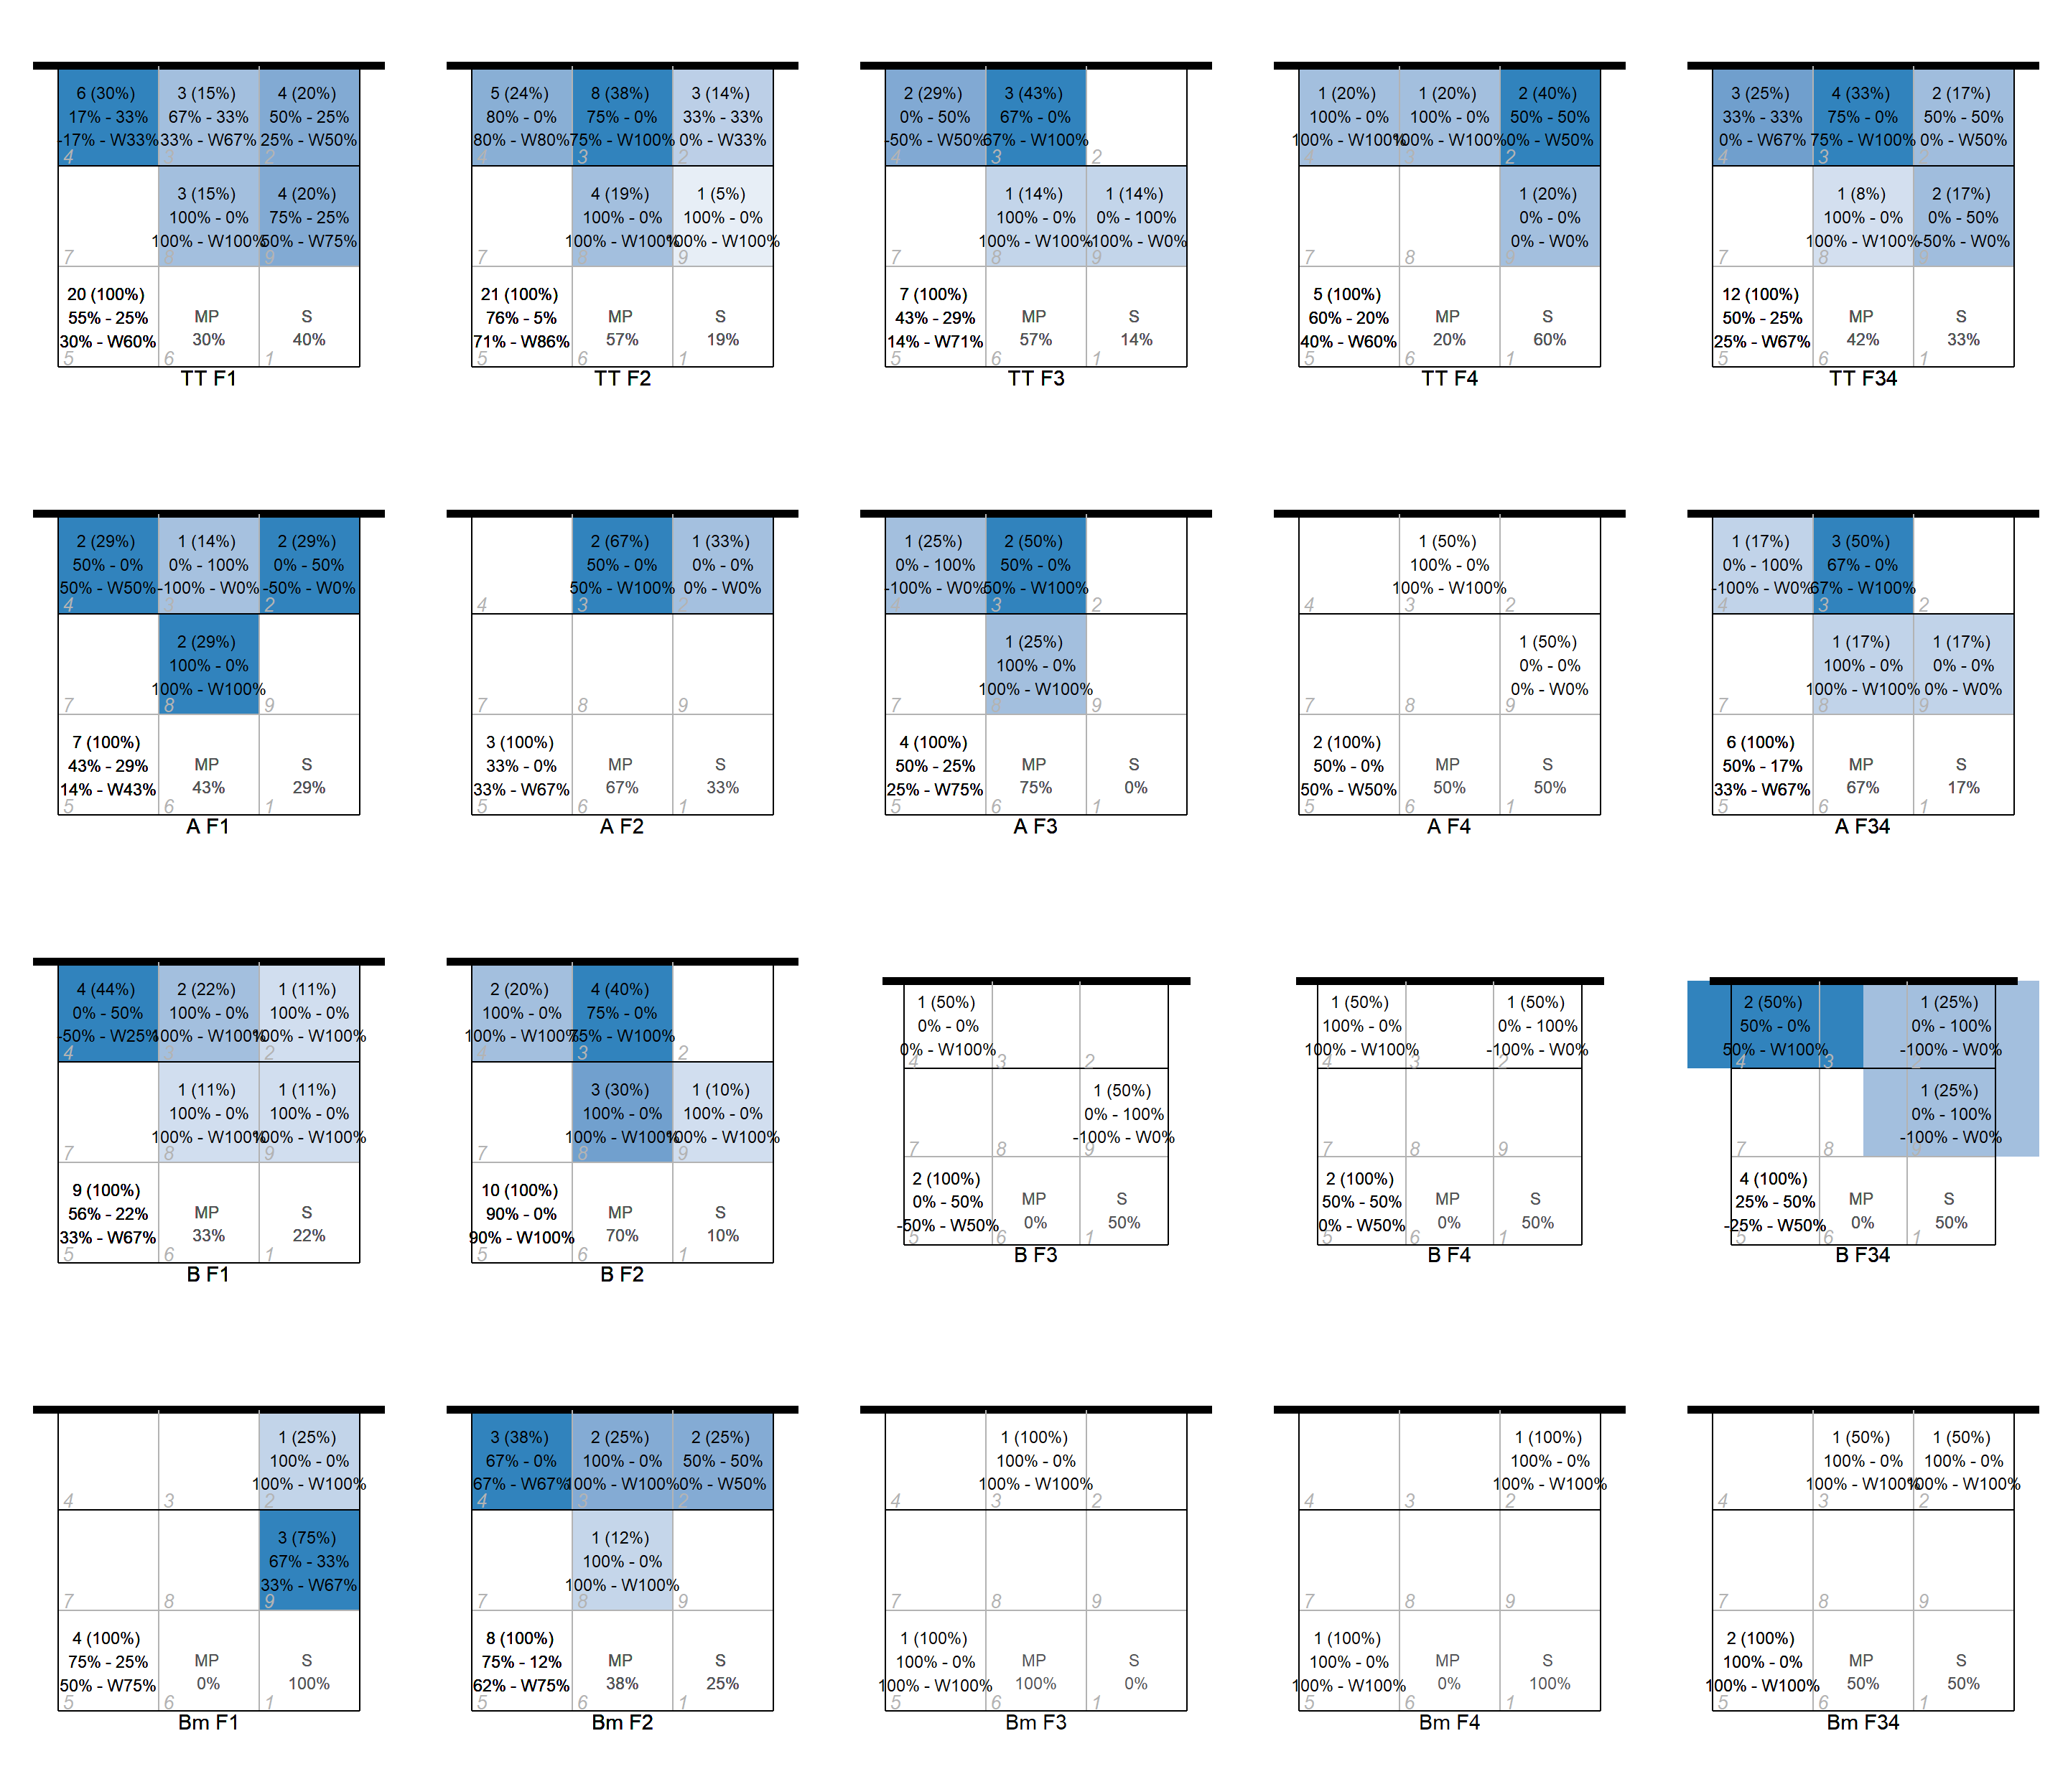 6 (30%)
17% - 33%
-17% - W33%
4
3 (15%)
67% - 33%
33% - W67%
3
4 (20%)
50% - 25%
25% - W50%
2
7
3 (15%)
100% - 0%
100% - W100%
8
4 (20%)
75% - 25%
50% - W75%
9
20 (100%)
55% - 25%
30% - W60%
5
MP
30%
6
S
40%
1
TT F1
5 (24%)
80% - 0%
80% - W80%
4
8 (38%)
75% - 0%
75% - W100%
3
3 (14%)
33% - 33%
0% - W33%
2
7
4 (19%)
100% - 0%
100% - W100%
8
1 (5%)
100% - 0%
100% - W100%
9
21 (100%)
76% - 5%
71% - W86%
5
MP
57%
6
S
19%
1
TT F2
2 (29%)
0% - 50%
-50% - W50%
4
3 (43%)
67% - 0%
67% - W100%
3
2
7
1 (14%)
100% - 0%
100% - W100%
8
1 (14%)
0% - 100%
-100% - W0%
9
7 (100%)
43% - 29%
14% - W71%
5
MP
57%
6
S
14%
1
TT F3
1 (20%)
100% - 0%
100% - W100%
4
1 (20%)
100% - 0%
100% - W100%
3
2 (40%)
50% - 50%
0% - W50%
2
7
8
1 (20%)
0% - 0%
0% - W0%
9
5 (100%)
60% - 20%
40% - W60%
5
MP
20%
6
S
60%
1
TT F4
3 (25%)
33% - 33%
0% - W67%
4
4 (33%)
75% - 0%
75% - W100%
3
2 (17%)
50% - 50%
0% - W50%
2
7
1 (8%)
100% - 0%
100% - W100%
8
2 (17%)
0% - 50%
-50% - W0%
9
12 (100%)
50% - 25%
25% - W67%
5
MP
42%
6
S
33%
1
TT F34
2 (29%)
50% - 0%
50% - W50%
4
1 (14%)
0% - 100%
-100% - W0%
3
2 (29%)
0% - 50%
-50% - W0%
2
7
2 (29%)
100% - 0%
100% - W100%
8
9
7 (100%)
43% - 29%
14% - W43%
5
MP
43%
6
S
29%
1
A F1
4
2 (67%)
50% - 0%
50% - W100%
3
1 (33%)
0% - 0%
0% - W0%
2
7
8
9
3 (100%)
33% - 0%
33% - W67%
5
MP
67%
6
S
33%
1
A F2
1 (25%)
0% - 100%
-100% - W0%
4
2 (50%)
50% - 0%
50% - W100%
3
2
7
1 (25%)
100% - 0%
100% - W100%
8
9
4 (100%)
50% - 25%
25% - W75%
5
MP
75%
6
S
0%
1
A F3
4
1 (50%)
100% - 0%
100% - W100%
3
2
7
8
1 (50%)
0% - 0%
0% - W0%
9
2 (100%)
50% - 0%
50% - W50%
5
MP
50%
6
S
50%
1
A F4
1 (17%)
0% - 100%
-100% - W0%
4
3 (50%)
67% - 0%
67% - W100%
3
2
7
1 (17%)
100% - 0%
100% - W100%
8
1 (17%)
0% - 0%
0% - W0%
9
6 (100%)
50% - 17%
33% - W67%
5
MP
67%
6
S
17%
1
A F34
4 (44%)
0% - 50%
-50% - W25%
4
2 (22%)
100% - 0%
100% - W100%
3
1 (11%)
100% - 0%
100% - W100%
2
7
1 (11%)
100% - 0%
100% - W100%
8
1 (11%)
100% - 0%
100% - W100%
9
9 (100%)
56% - 22%
33% - W67%
5
MP
33%
6
S
22%
1
B F1
2 (20%)
100% - 0%
100% - W100%
4
4 (40%)
75% - 0%
75% - W100%
3
2
7
3 (30%)
100% - 0%
100% - W100%
8
1 (10%)
100% - 0%
100% - W100%
9
10 (100%)
90% - 0%
90% - W100%
5
MP
70%
6
S
10%
1
B F2
1 (50%)
0% - 0%
0% - W100%
4
3
2
7
8
1 (50%)
0% - 100%
-100% - W0%
9
2 (100%)
0% - 50%
-50% - W50%
5
MP
0%
6
S
50%
1
B F3
1 (50%)
100% - 0%
100% - W100%
4
3
1 (50%)
0% - 100%
-100% - W0%
2
7
8
9
2 (100%)
50% - 50%
0% - W50%
5
MP
0%
6
S
50%
1
B F4
2 (50%)
50% - 0%
50% - W100%
4
3
1 (25%)
0% - 100%
-100% - W0%
7
8
1 (25%)
0% - 100%
-100% - W0%
4 (100%)
25% - 50%
-25% - W50%
5
MP
0%
6
S
50%
1
B F34
4
3
1 (25%)
100% - 0%
100% - W100%
2
7
8
3 (75%)
67% - 33%
33% - W67%
9
4 (100%)
75% - 25%
50% - W75%
5
MP
0%
6
S
100%
1
Bm F1
3 (38%)
67% - 0%
67% - W67%
4
2 (25%)
100% - 0%
100% - W100%
3
2 (25%)
50% - 50%
0% - W50%
2
7
1 (12%)
100% - 0%
100% - W100%
8
9
8 (100%)
75% - 12%
62% - W75%
5
MP
38%
6
S
25%
1
Bm F2
4
1 (100%)
100% - 0%
100% - W100%
3
2
7
8
9
1 (100%)
100% - 0%
100% - W100%
5
MP
100%
6
S
0%
1
Bm F3
4
3
1 (100%)
100% - 0%
100% - W100%
2
7
8
9
1 (100%)
100% - 0%
100% - W100%
5
MP
0%
6
S
100%
1
Bm F4
4
1 (50%)
100% - 0%
100% - W100%
3
1 (50%)
100% - 0%
100% - W100%
2
7
8
9
2 (100%)
100% - 0%
100% - W100%
5
MP
50%
6
S
50%
1
Bm F34